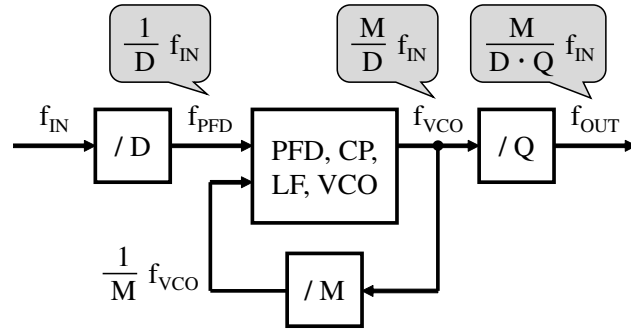 1/D f_IN
M/D f_IN
M/(D · Q) f_IN
f_IN
f_PFD
f_VCO
f_OUT
/ D
PFD, CP,
LF, VCO
/ Q
1/M f_VCO
/ M